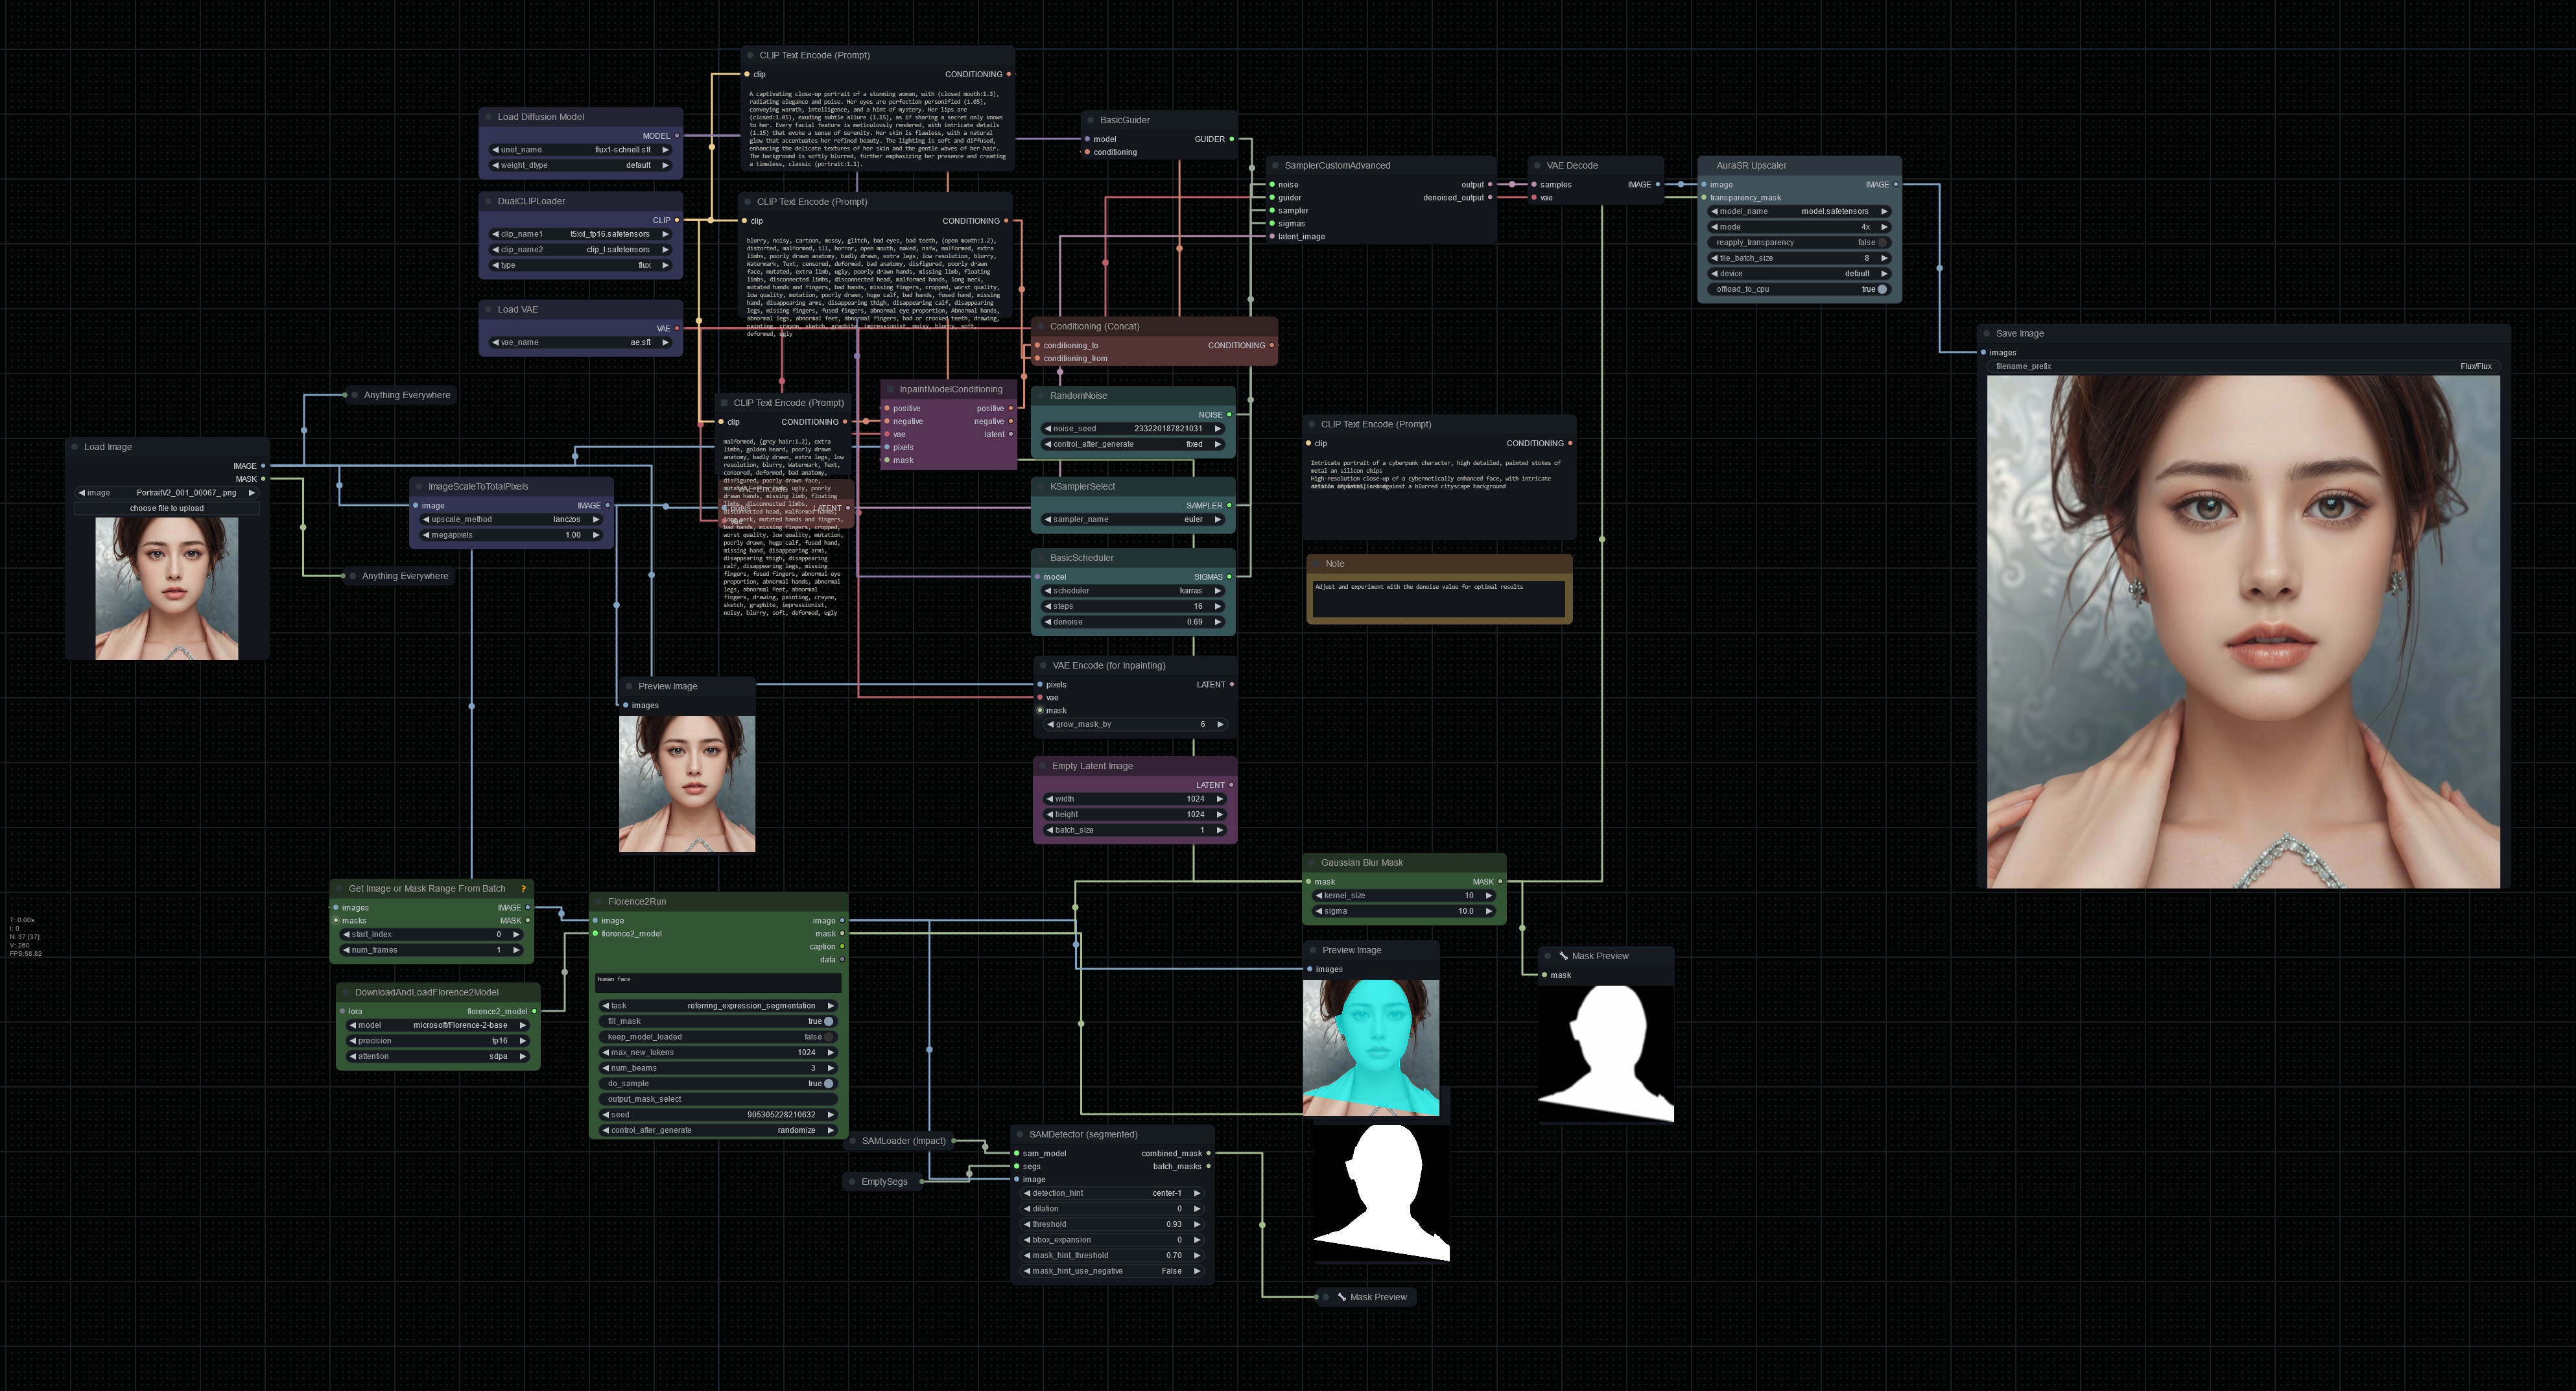 CLIP Text Encode (Prompt)
clip CONDITIONING
A captivating close-up portrait of a stunning woman, with (closed mouth:1.3),
radiating elegance and poise. Her eyes are perfection personified (1.05),
conveying warmth, intelligence, and a hint of mystery. Her lips are
(closed:1.05), exuding subtle allure (1.15), as if sharing a secret only known
to her. Every facial feature is meticulously rendered, with intricate details
(1.15) that evoke a sense of serenity. Her skin is flawless, with a natural
glow that accentuates her refined beauty. The lighting is soft and diffused,
enhancing the delicate textures of her skin and the gentle waves of her hair.
The background is softly blurred, further emphasizing her presence and creating
a timeless, classic (portrait:1.1).
Load Diffusion Model
MODEL
unet_name flux1-schnell.sft
weight_dtype default
DualCLIPLoader
CLIP
clip_name1 t5xxl_fp16.safetensors
clip_name2 clip_l.safetensors
type flux
Load VAE
VAE
vae_name ae.sft
CLIP Text Encode (Prompt)
clip CONDITIONING
blurry, noisy, cartoon, messy, glitch, bad eyes, bad teeth, (open mouth:1.2),
distorted, malformed, ill, horror, open mouth, naked, nsfw, malformed, extra
limbs, poorly drawn anatomy, badly drawn, extra legs, low resolution, blurry,
Watermark, Text, censored, deformed, bad anatomy, disfigured, poorly drawn
face, mutated, extra limb, ugly, poorly drawn hands, missing limb, floating
limbs, disconnected limbs, disconnected head, malformed hands, long neck,
mutated hands and fingers, bad hands, missing fingers, cropped, worst quality,
low quality, mutation, poorly drawn, huge calf, bad hands, fused hand, missing
hand, disappearing arms, disappearing thigh, disappearing calf, disappearing
legs, missing fingers, fused fingers, abnormal eye proportion, Abnormal hands,
abnormal legs, abnormal feet, abnormal fingers, bad or crooked teeth, drawing,
painting, crayon, sketch, graphite, impressionist, noisy, blurry, soft,
deformed, ugly
BasicGuider
model GUIDER
conditioning
SamplerCustomAdvanced
noise output
guider denoised_output
sampler
sigmas
latent_image
VAE Decode
samples IMAGE
vae
AuraSR Upscaler
image IMAGE
transparency_mask
model_name model.safetensors
mode 4x
reapply_transparency false
tile_batch_size 8
device default
offload_to_cpu true
Save Image
images
filename_prefix Flux/Flux
Conditioning (Concat)
conditioning_to CONDITIONING
conditioning_from
Anything Everywhere
Load Image
IMAGE
MASK
image PortraitV2_001_00067_.png
choose file to upload
Anything Everywhere
ImageScaleToTotalPixels
image IMAGE
upscale_method lanczos
megapixels 1.00
CLIP Text Encode (Prompt)
clip CONDITIONING
malformed, (grey hair:1.2), extra
limbs, golden beard, poorly drawn
anatomy, badly drawn, extra legs, low
resolution, blurry, Watermark, Text,
censored, deformed, bad anatomy,
disfigured, poorly drawn face,
ugly, poorly
drawn hands, missing limb, floating
limbs, disconnected limbs,
disconnected head, malformed hands,
long neck, mutated hands and fingers,
bad hands, missing fingers, cropped,
worst quality, low quality, mutation,
poorly drawn, huge calf, fused hand,
missing hand, disappearing arms,
disappearing thigh, disappearing
calf, disappearing legs, missing
fingers, fused fingers, abnormal eye
proportion, abnormal hands, abnormal
legs, abnormal feet, abnormal
fingers, drawing, painting, crayon,
sketch, graphite, impressionist,
noisy, blurry, soft, deformed, ugly
VAE Encode
pixels LATENT
vae
InpaintModelConditioning
positive positive
negative negative
vae latent
pixels
mask
RandomNoise
NOISE
noise_seed 233220187821031
control_after_generate fixed
KSamplerSelect
SAMPLER
sampler_name euler
BasicScheduler
model SIGMAS
scheduler karras
steps 16
denoise 0.69
CLIP Text Encode (Prompt)
clip CONDITIONING
Intricate portrait of a cyberpunk character, high detailed, painted stokes of
metal an silicon chips
High-resolution close-up of a cybernetically enhanced face, with intricate
against a blurred cityscape background
Note
Adjust and experiment with the denoise value for optimal results
Preview Image
images
VAE Encode (for Inpainting)
pixels LATENT
vae
mask
grow_mask_by 6
Empty Latent Image
LATENT
width 1024
height 1024
batch_size 1
Gaussian Blur Mask
mask MASK
kernel_size 10
sigma 10.0
Get Image or Mask Range From Batch ?
images IMAGE
masks MASK
start_index 0
num_frames 1
T: 0.00s
I: 0
N: 37 [37]
V: 260
FPS:58.82
DownloadAndLoadFlorence2Model
lora florence2_model
model microsoft/Florence-2-base
precision fp16
attention sdpa
Florence2Run
image image
florence2_model mask
caption
data
human face
task referring_expression_segmentation
fill_mask true
keep_model_loaded false
max_new_tokens 1024
num_beams 3
do_sample true
output_mask_select
seed 905305228210632
control_after_generate randomize
Preview Image
images
Mask Preview
mask
SAMLoader (Impact)
EmptySegs
SAMDetector (segmented)
sam_model combined_mask
segs batch_masks
image
detection_hint center-1
dilation 0
threshold 0.93
bbox_expansion 0
mask_hint_threshold 0.70
mask_hint_use_negative False
Mask Preview